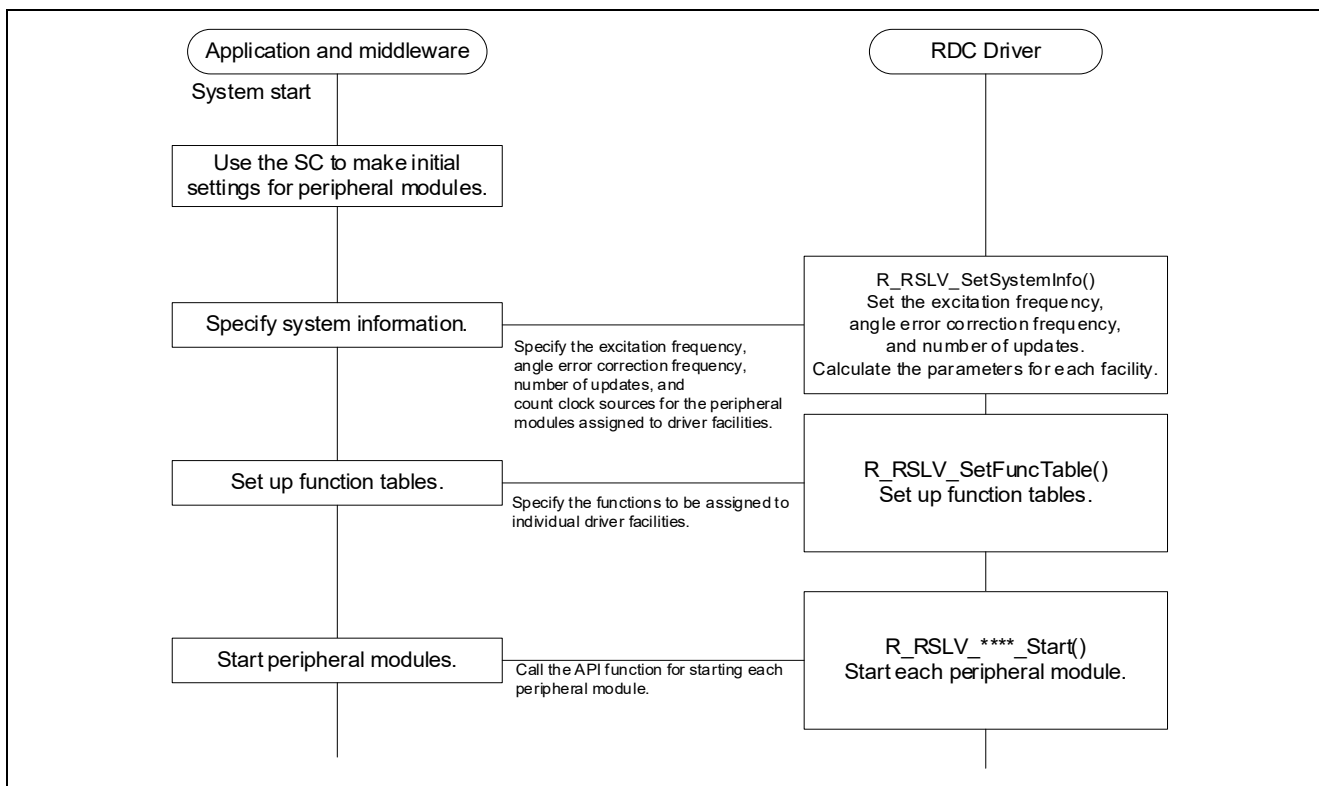 Application and middleware
RDC Driver
System start
Use the SC to make initial
settings for peripheral modules.
R_RSLV_SetSystemInfo()
Set the excitation frequency,
angle error correction frequency,
and number of updates.
Calculate the parameters for each facility.
Specify system information.
Specify the excitation frequency,
angle error correction frequency,
number of updates, and
count clock sources for the peripheral
modules assigned to driver facilities.
Set up function tables.
R_RSLV_SetFuncTable()
Set up function tables.
Specify the functions to be assigned to
individual driver facilities.
Start peripheral modules.
R_RSLV_****_Start()
Start each peripheral module.
Call the API function for starting each
peripheral module.